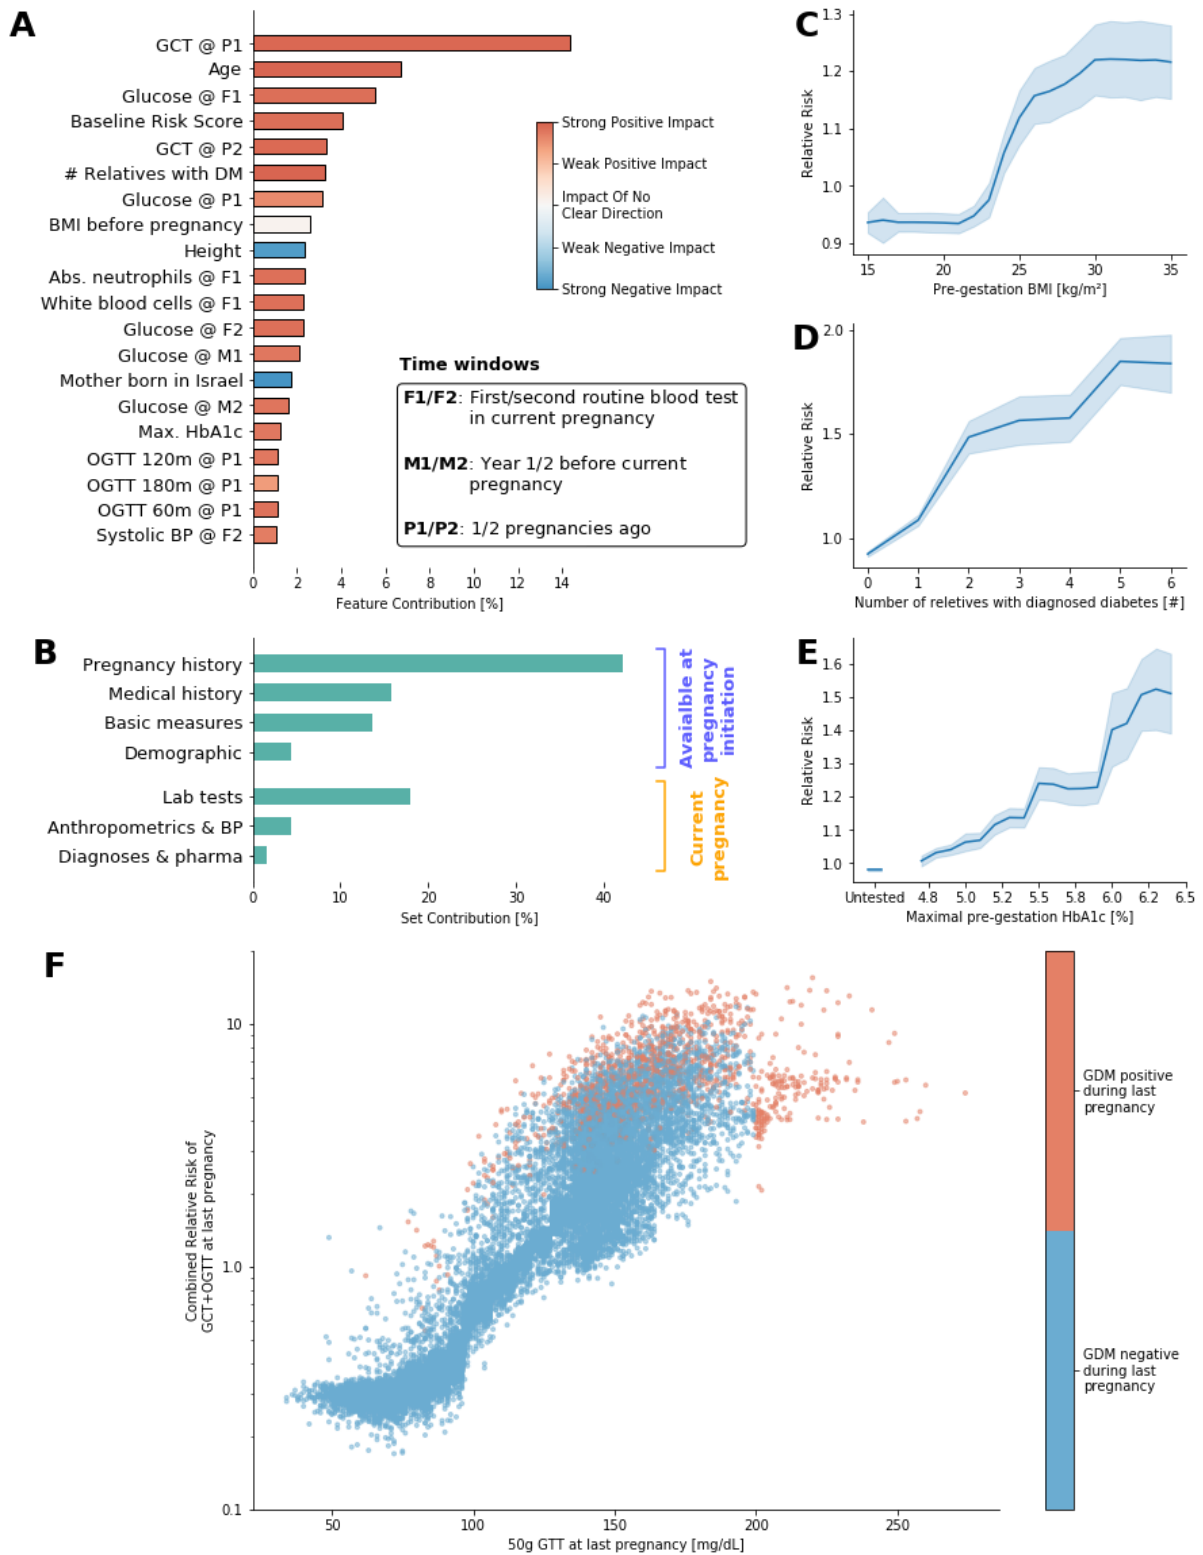 A
GCT @ P1
Age
Glucose @ F1
Baseline Risk Score
GCT @ P2
# Relatives with DM
Glucose @ P1
BMI before pregnancy
Height
Abs. neutrophils @ F1
White blood cells @ F1
Glucose @ F2
Glucose @ M1
Mother born in Israel
Glucose @ M2
Max. HbA1c
OGTT 120m @ P1
OGTT 180m @ P1
OGTT 60m @ P1
Systolic BP @ F2
0 2 4 6 8 10 12 14
Feature Contribution [%]
Strong Positive Impact
Weak Positive Impact
Impact Of No
Clear Direction
Weak Negative Impact
Strong Negative Impact
Time windows
F1/F2: First/second routine blood test
in current pregnancy
M1/M2: Year 1/2 before current
pregnancy
P1/P2: 1/2 pregnancies ago
C
1.3
1.2
1.1
1.0
0.9
Relative Risk
15 20 25 30 35
Pre-gestation BMI [kg/m²]
D
2.0
1.5
1.0
Relative Risk
0 1 2 3 4 5 6
Number of reletives with diagnosed diabetes [#]
B
Pregnancy history
Medical history
Basic measures
Demographic
Lab tests
Anthropometrics & BP
Diagnoses & pharma
0 10 20 30 40
Set Contribution [%]
Avaialble at
pregnancy
initiation
Current
pregnancy
E
1.6
1.5
1.4
1.3
1.2
1.1
1.0
Relative Risk
Untested 4.8 5.0 5.2 5.5 5.8 6.0 6.2 6.5
Maximal pre-gestation HbA1c [%]
F
10
1.0
0.1
Combined Relative Risk of
GCT+OGTT at last pregnancy
50 100 150 200 250
50g GTT at last pregnancy [mg/dL]
GDM positive
during last
pregnancy
GDM negative
during last
pregnancy